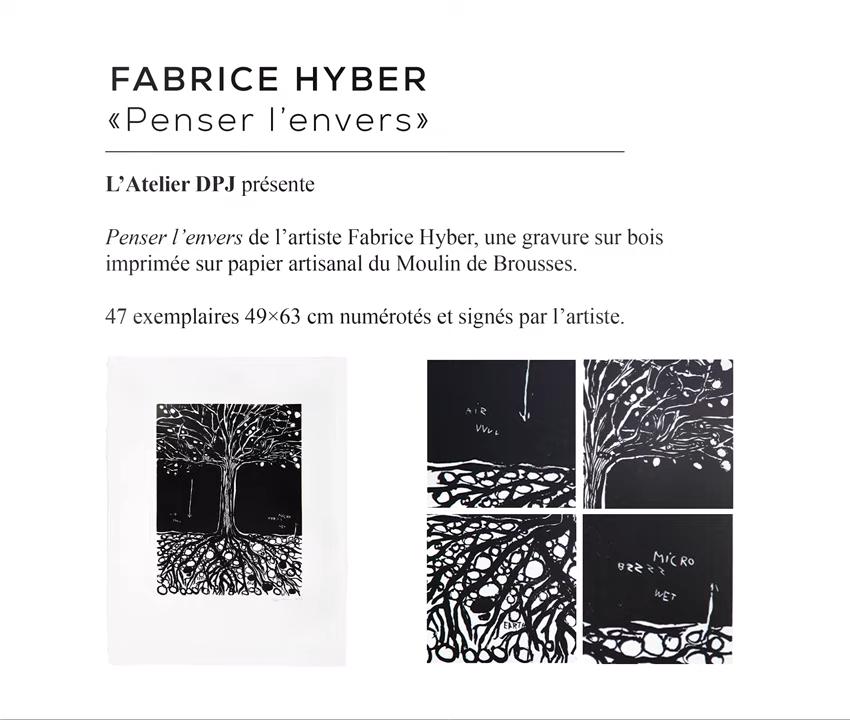 FABRICE HYBER
«Penser l’envers»
L’Atelier DPJ présente
Penser l’envers de l’artiste Fabrice Hyber, une gravure sur bois
imprimée sur papier artisanal du Moulin de Brousses.
47 exemplaires 49×63 cm numérotés et signés par l’artiste.
AiR
EARTH
MiCRO
BZZZZ
WET